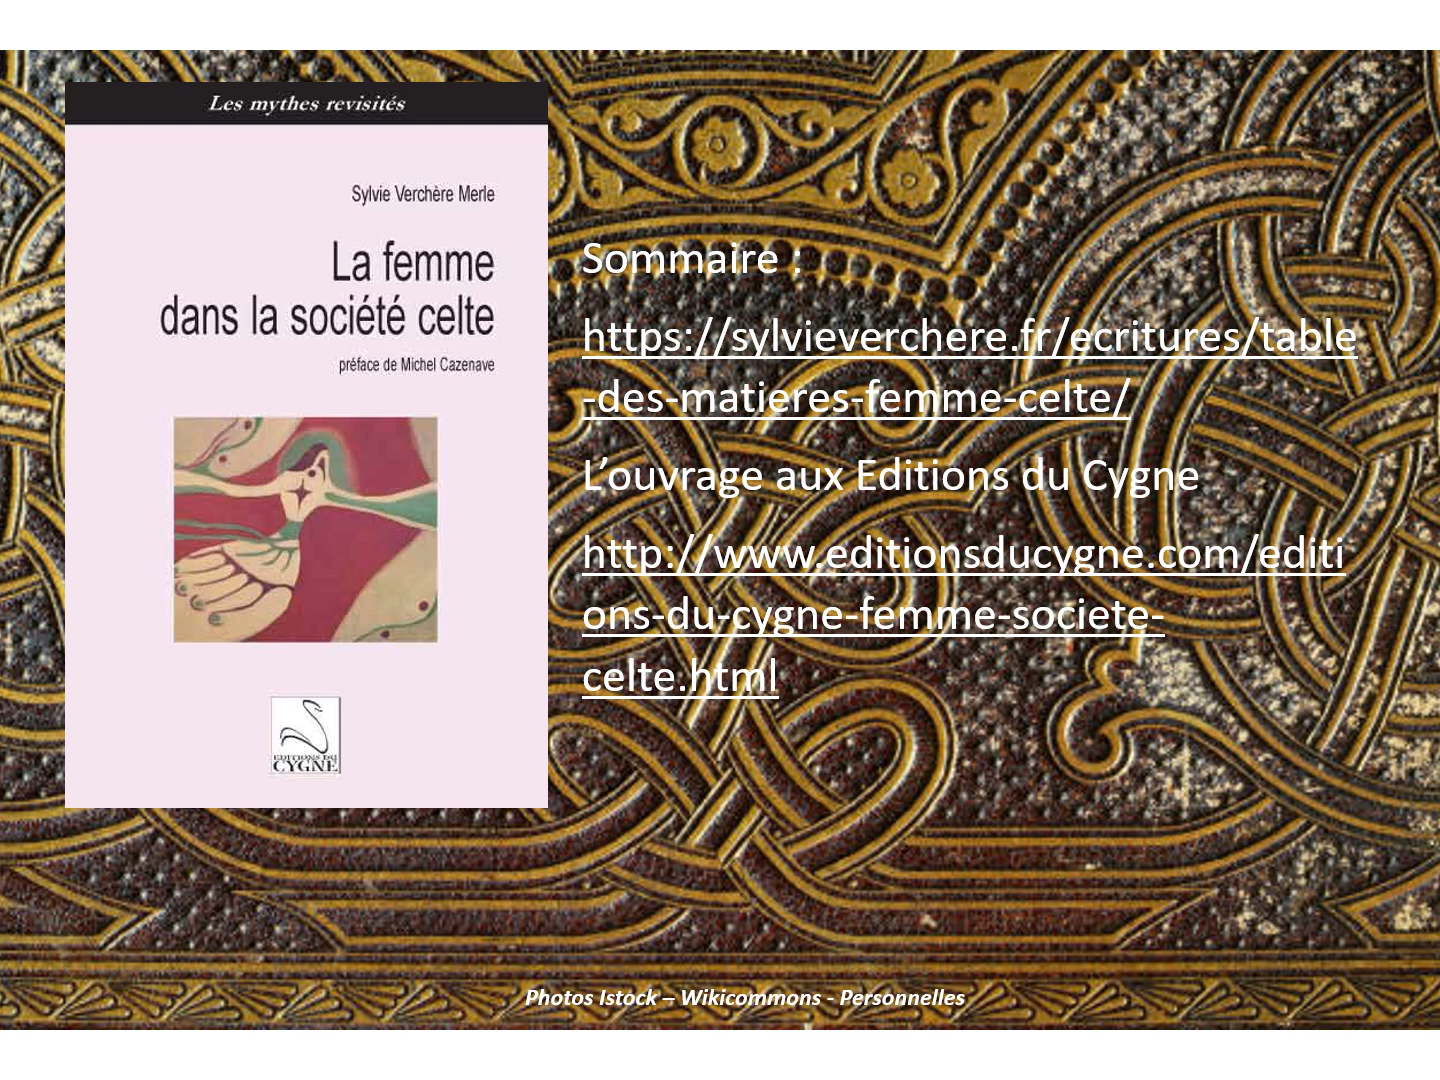 Les mythes revisités
Sylvie Verchère Merle
La femme
dans la société celte
préface de Michel Cazenave
EDITIONS DU
CYGNE
Sommaire :
https://sylvieverchere.fr/ecritures/table
-des-matieres-femme-celte/
L’ouvrage aux Editions du Cygne
http://www.editionsducygne.com/editi
ons-du-cygne-femme-societe-
celte.html
Photos Istock – Wikicommons - Personnelles